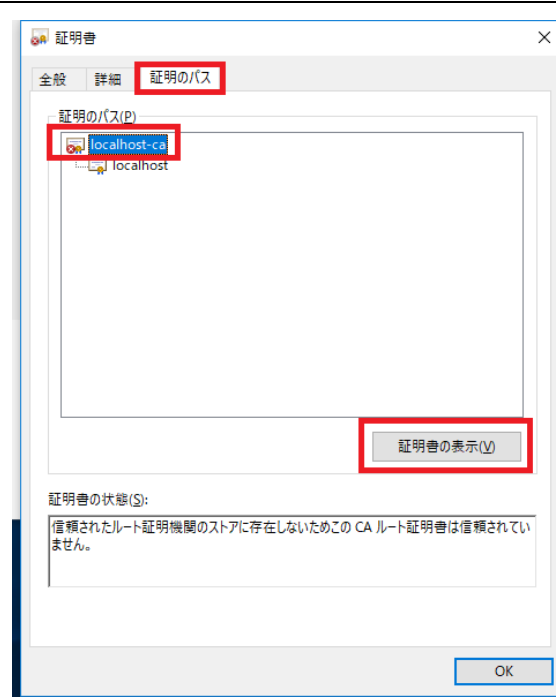 証明書
全般 詳細 証明のパス
証明のパス(P)
localhost-ca
localhost
証明書の表示(V)
証明書の状態(S):
信頼されたルート証明機関のストアに存在しないためこの CA ルート証明書は信頼されてい
ません。
OK